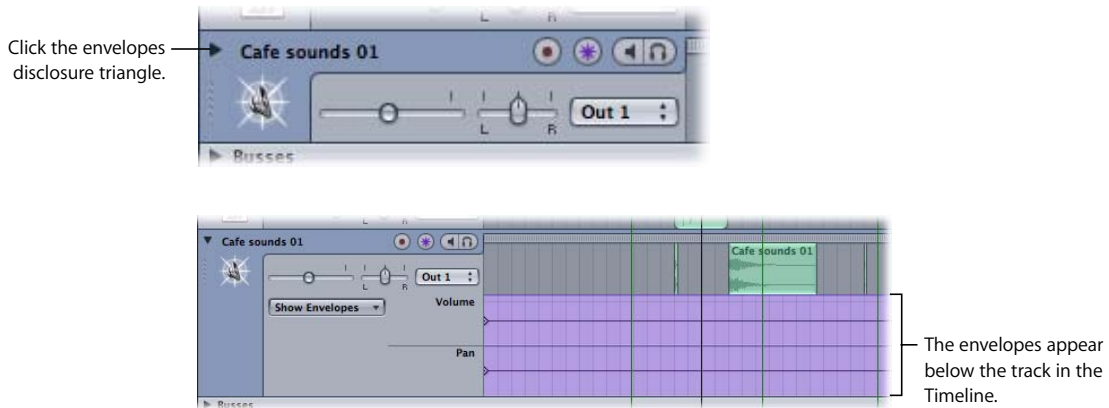 L
R
Click the envelopes
disclosure triangle.
Cafe sounds 01
Out 1
L
R
Busses
L
R
Cafe sounds 01
Cafe sounds 01
Out 1
L
R
Show Envelopes
Volume
Pan
The envelopes appear
below the track in the
Timeline.
Busses